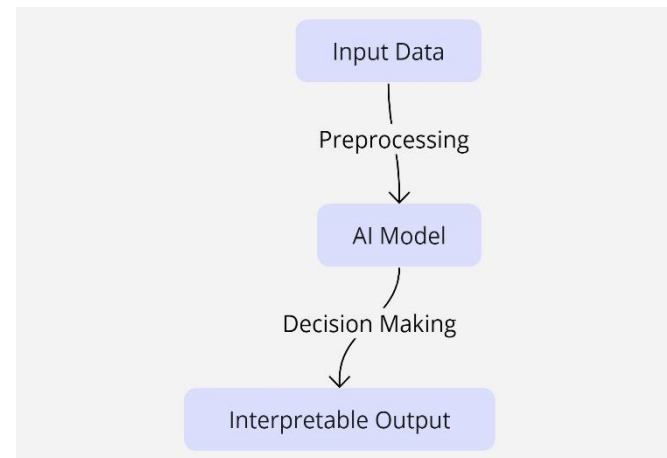 Input Data
Preprocessing
AI Model
Decision Making
Interpretable Output